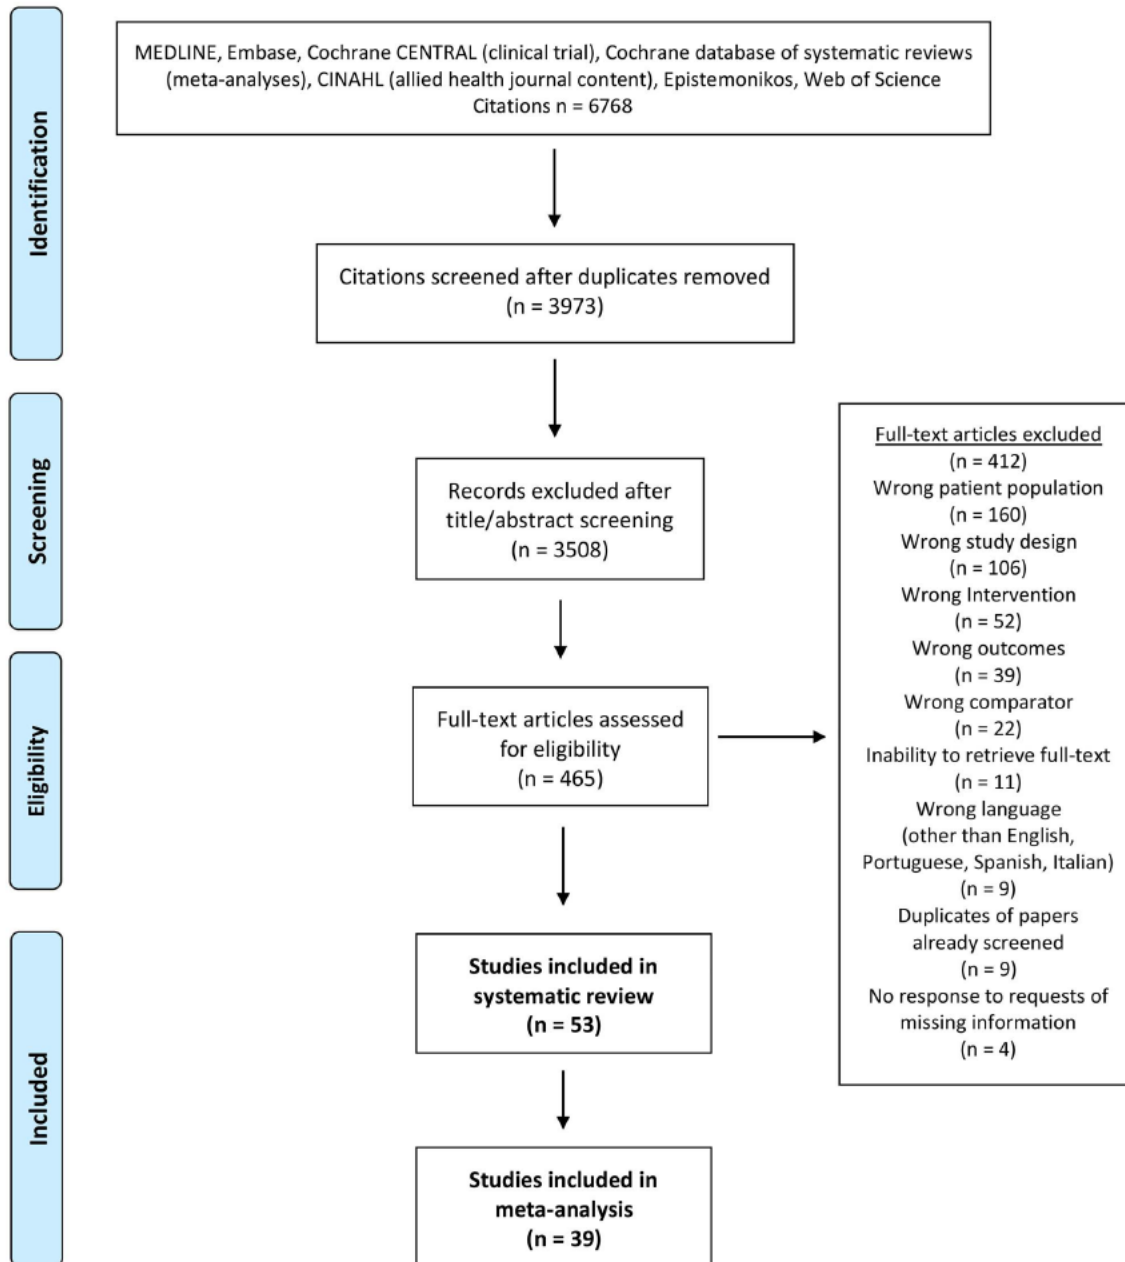 Identification
MEDLINE, Embase, Cochrane CENTRAL (clinical trial), Cochrane database of systematic reviews
(meta-analyses), CINAHL (allied health journal content), Epistemonikos, Web of Science
Citations n = 6768
Citations screened after duplicates removed
(n = 3973)
Screening
Records excluded after
title/abstract screening
(n = 3508)
Eligibility
Full-text articles assessed
for eligibility
(n = 465)
Full-text articles excluded
(n = 412)
Wrong patient population
(n = 160)
Wrong study design
(n = 106)
Wrong Intervention
(n = 52)
Wrong outcomes
(n = 39)
Wrong comparator
(n = 22)
Inability to retrieve full-text
(n = 11)
Wrong language
(other than English,
Portuguese, Spanish, Italian)
(n = 9)
Duplicates of papers
already screened
(n = 9)
No response to requests of
missing information
(n = 4)
Included
Studies included in
systematic review
(n = 53)
Studies included in
meta-analysis
(n = 39)